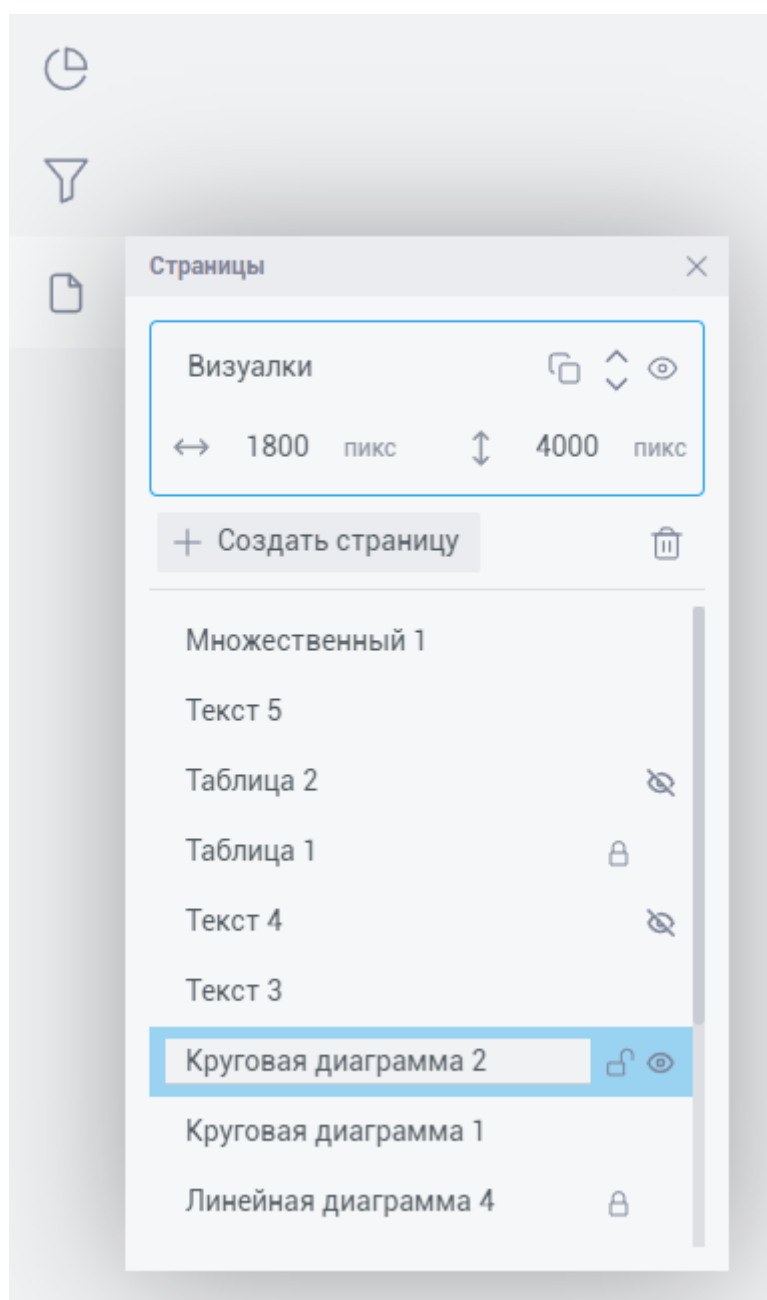 Страницы
Визуалки
1800 пикс 4000 пикс
Создать страницу
Множественный 1
Текст 5
Таблица 2
Таблица 1
Текст 4
Текст 3
Круговая диаграмма 2
Круговая диаграмма 1
Линейная диаграмма 4